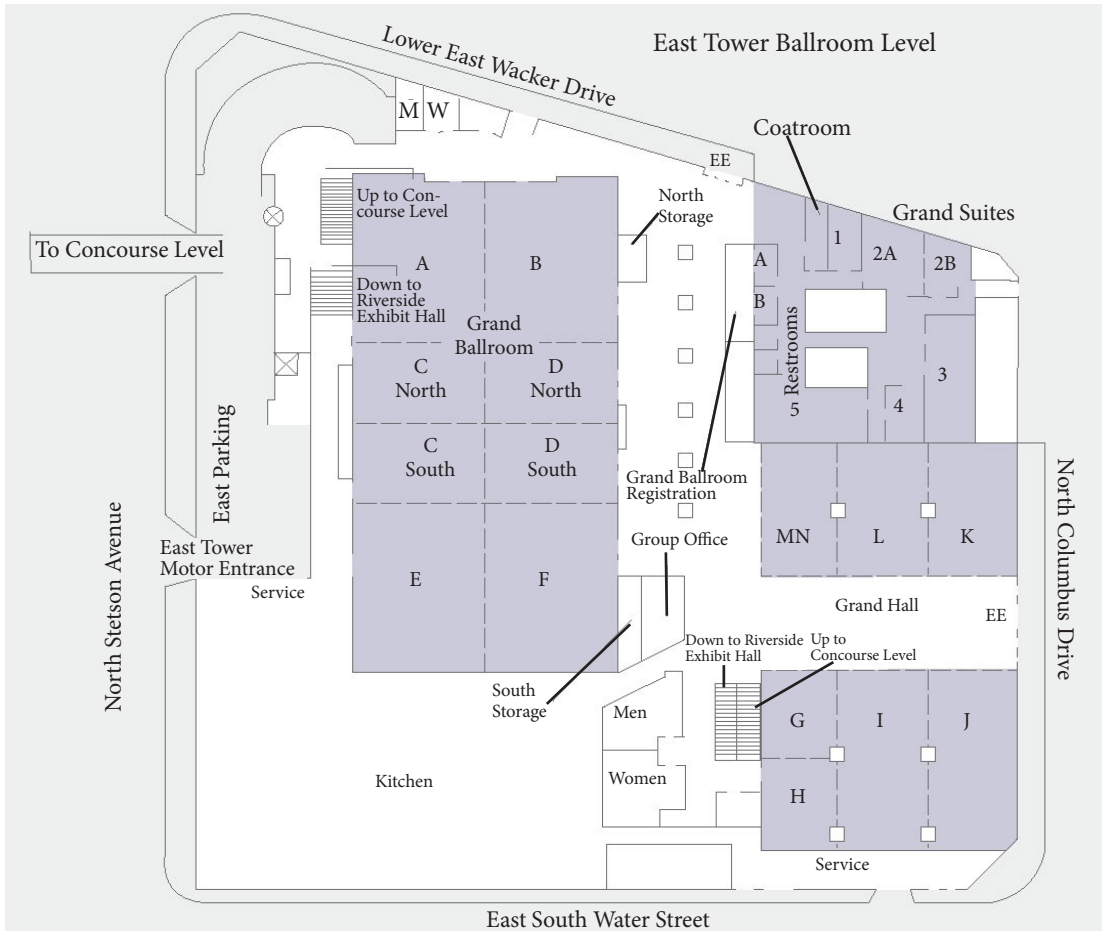 East Tower Ballroom Level
Lower East Wacker Drive
M W
Coatroom
EE
North
Storage
Grand Suites
Up to Con-
course Level
To Concourse Level
1
2A
2B
A
B
A
B
Down to
Riverside
Exhibit Hall
Grand
Ballroom
Restrooms
3
C
North
D
North
4
5
East Parking
C
South
D
South
Grand Ballroom
Registration
North Columbus Drive
North Stetson Avenue
Group Office
MN
L
K
East Tower
Motor Entrance
Service
E
F
Grand Hall
EE
Down to Riverside
Exhibit Hall
Up to
Concourse Level
South
Storage
Men
G
I
J
Kitchen
Women
H
Service
East South Water Street